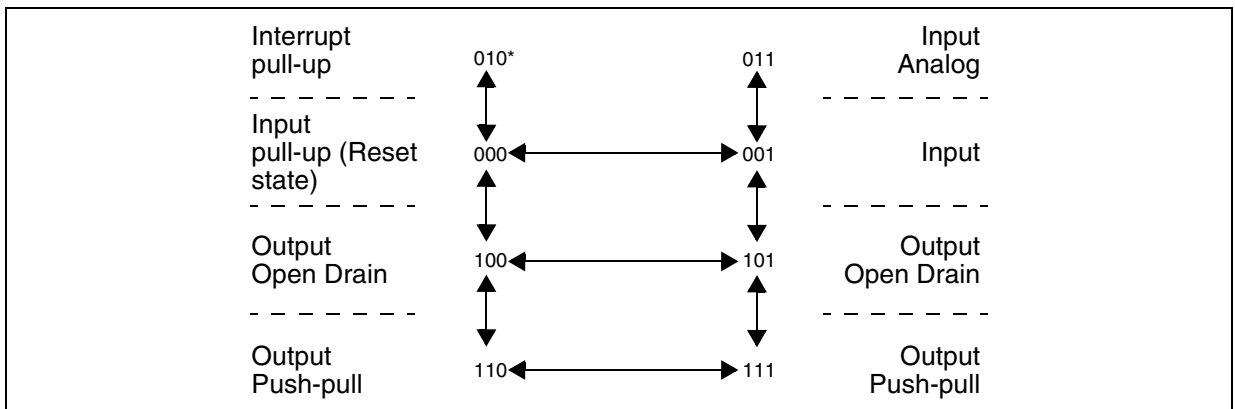 Interrupt
pull-up
010*
011
Input
Analog
Input
pull-up (Reset
state)
000
001
Input
Output
Open Drain
100
101
Output
Open Drain
Output
Push-pull
110
111
Output
Push-pull